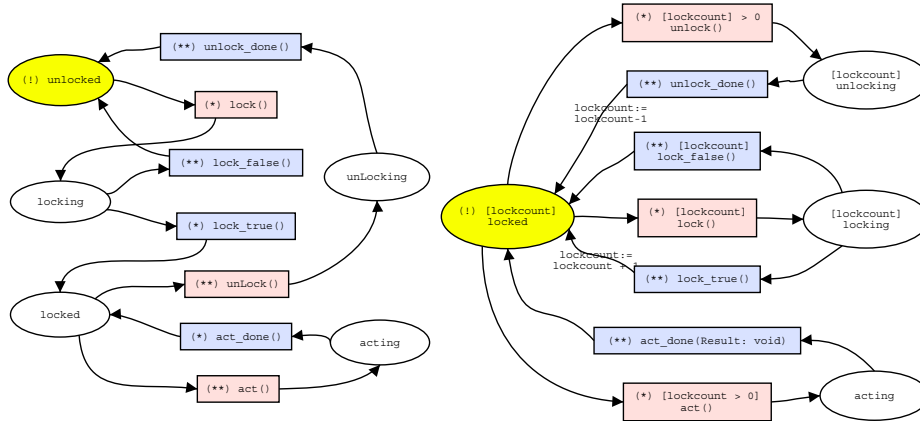 (**) unlock_done()
(!) unlocked
(*) lock()
(**) lock_false()
locking
unLocking
(*) lock_true()
(**) unLock()
locked
(*) act_done()
acting
(**) act()
(*) [lockcount] > 0
unlock()
[lockcount]
unlocking
(**) unlock_done()
lockcount:=
lockcount-1
(**) [lockcount]
lock_false()
(!) [lockcount]
locked
(*) [lockcount]
lock()
[lockcount]
locking
lockcount:=
lockcount + 1
(**) lock_true()
(**) act_done(Result: void)
(*) [lockcount > 0]
act()
acting